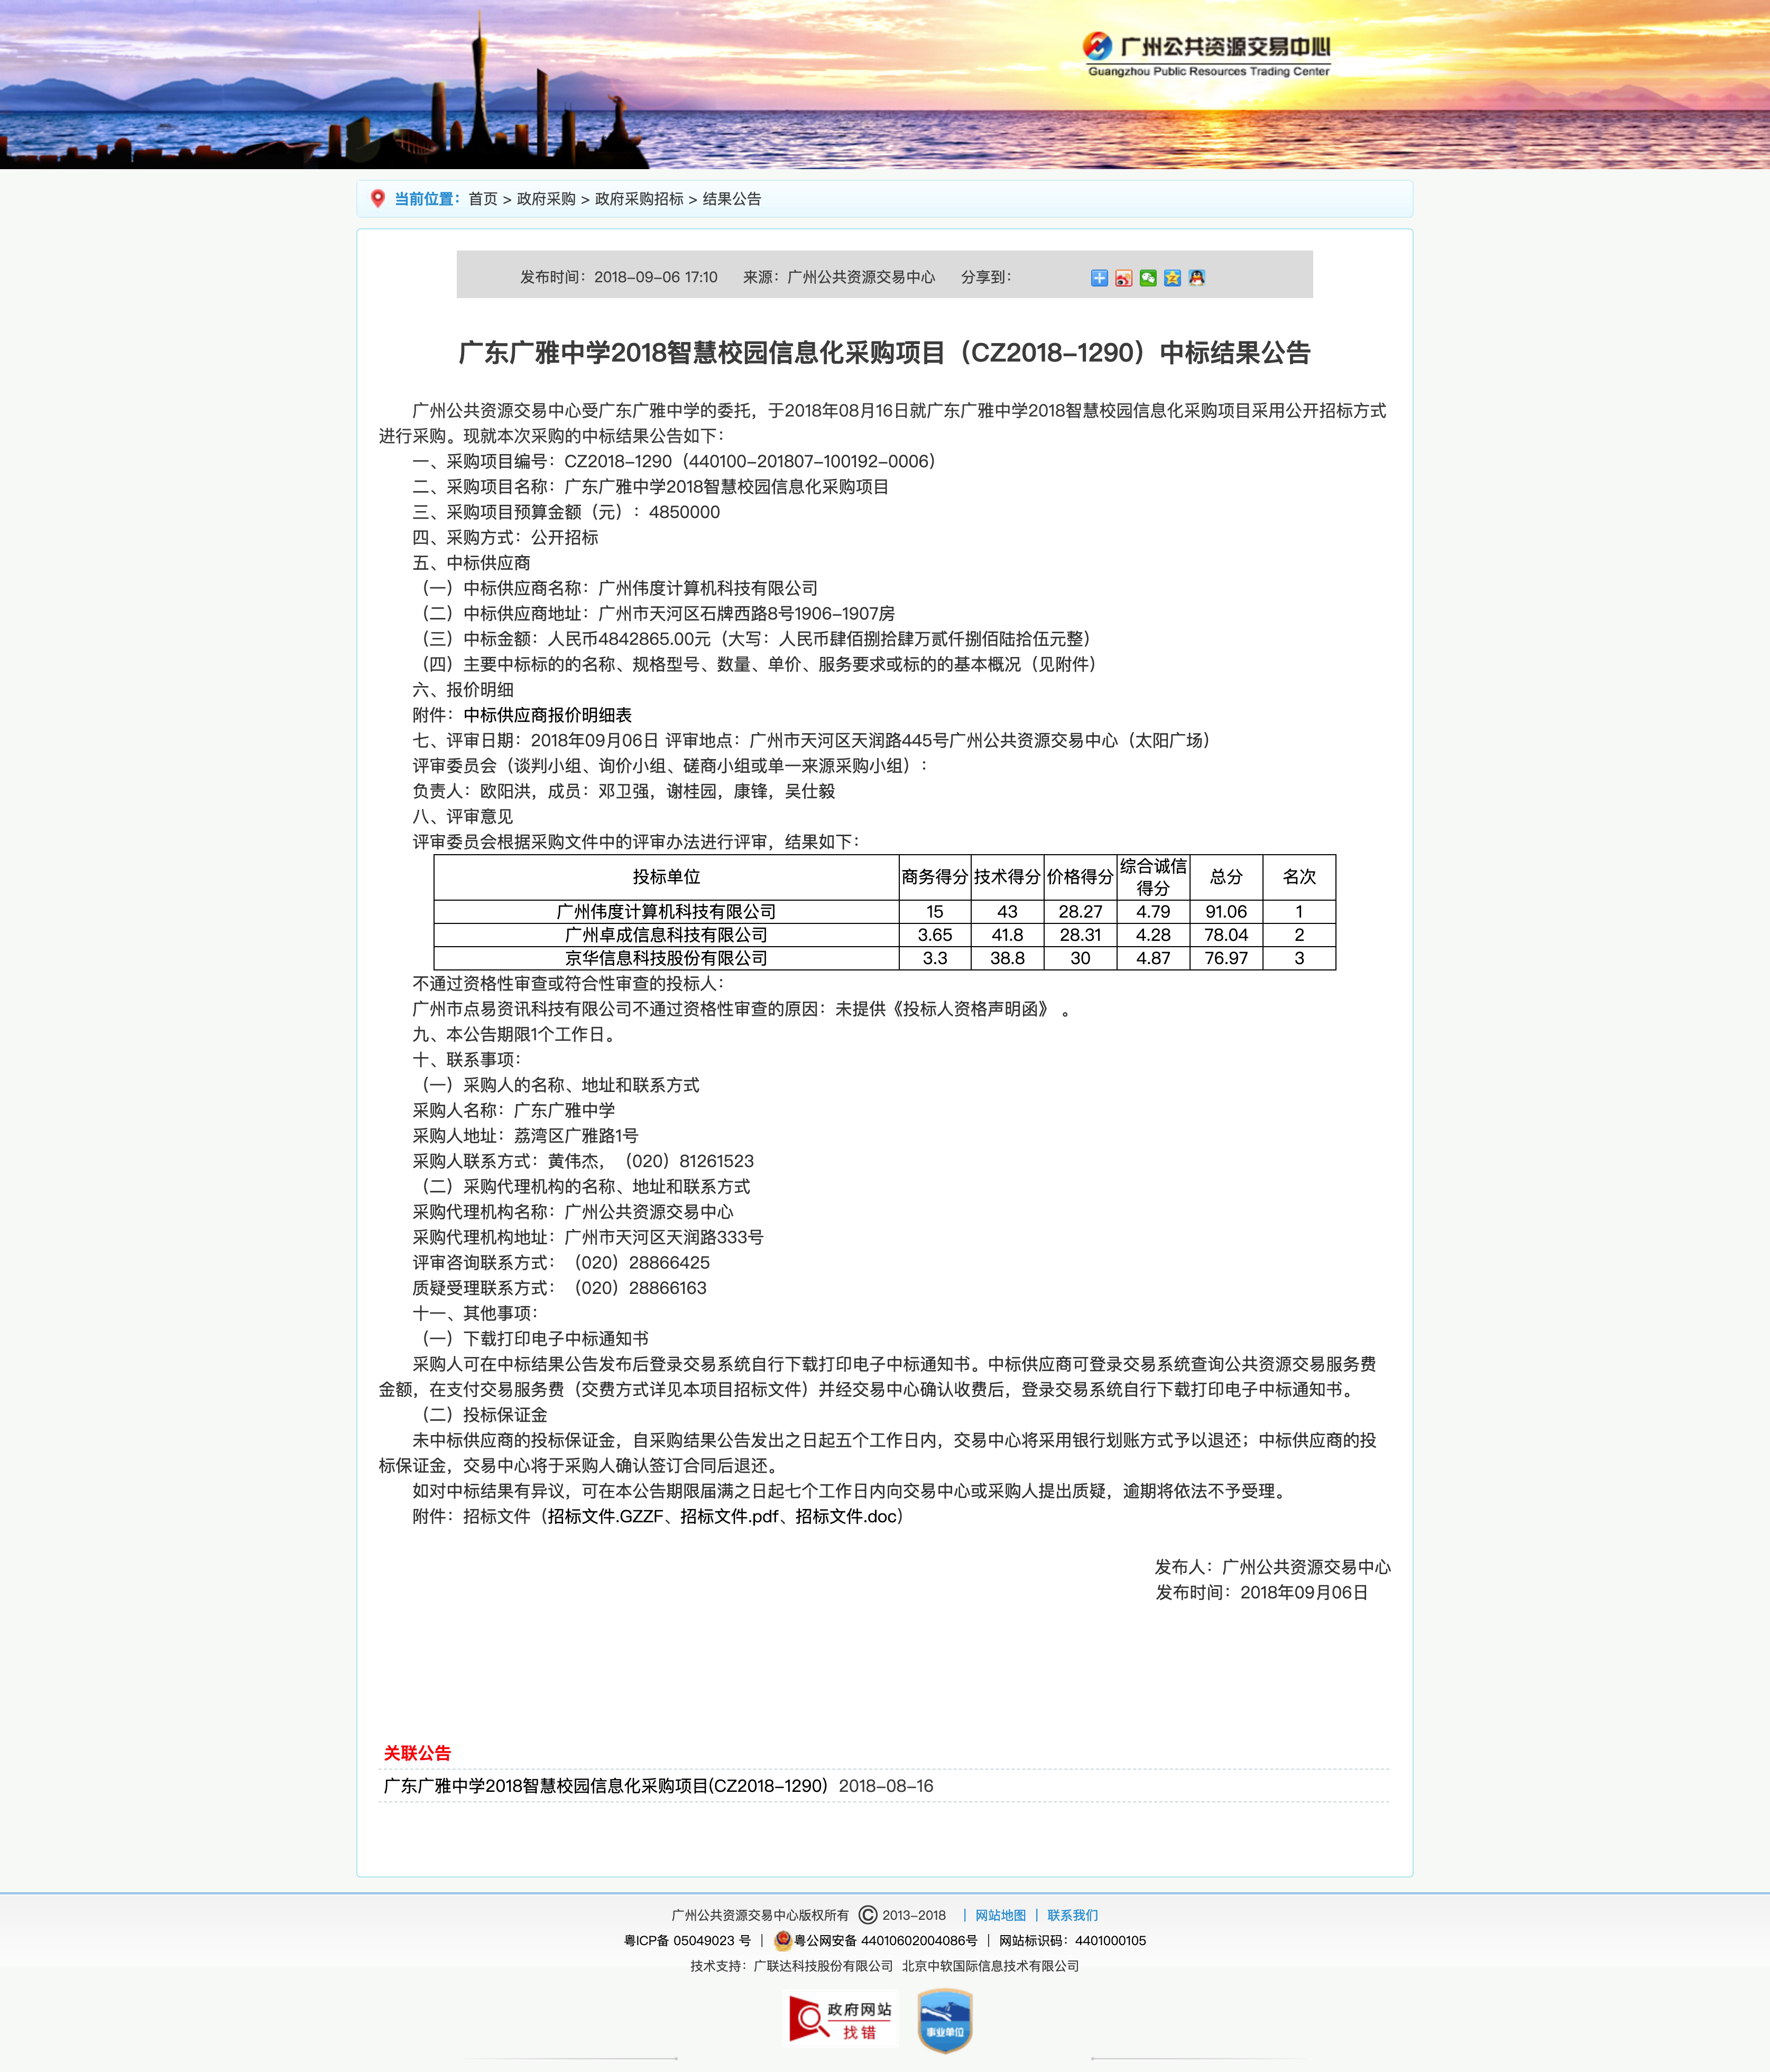 广州公共资源交易中心
Guangzhou Public Resources Trading Center
当前位置：首页 > 政府采购 > 政府采购招标 > 结果公告
发布时间：2018-09-06 17:10 来源：广州公共资源交易中心 分享到：
广东广雅中学2018智慧校园信息化采购项目（CZ2018-1290）中标结果公告
广州公共资源交易中心受广东广雅中学的委托，于2018年08月16日就广东广雅中学2018智慧校园信息化采购项目采用公开招标方式
进行采购。现就本次采购的中标结果公告如下：
一、采购项目编号：CZ2018-1290（440100-201807-100192-0006）
二、采购项目名称：广东广雅中学2018智慧校园信息化采购项目
三、采购项目预算金额（元）：4850000
四、采购方式：公开招标
五、中标供应商
（一）中标供应商名称：广州伟度计算机科技有限公司
（二）中标供应商地址：广州市天河区石牌西路8号1906-1907房
（三）中标金额：人民币4842865.00元（大写：人民币肆佰捌拾肆万贰仟捌佰陆拾伍元整）
（四）主要中标标的的名称、规格型号、数量、单价、服务要求或标的的基本概况（见附件）
六、报价明细
附件：中标供应商报价明细表
七、评审日期：2018年09月06日 评审地点：广州市天河区天润路445号广州公共资源交易中心（太阳广场）
评审委员会（谈判小组、询价小组、磋商小组或单一来源采购小组）：
负责人：欧阳洪，成员：邓卫强，谢桂园，康锋，吴仕毅
八、评审意见
评审委员会根据采购文件中的评审办法进行评审，结果如下：
投标单位 商务得分 技术得分 价格得分 综合诚信得分 总分 名次
广州伟度计算机科技有限公司 15 43 28.27 4.79 91.06 1
广州卓成信息科技有限公司 3.65 41.8 28.31 4.28 78.04 2
京华信息科技股份有限公司 3.3 38.8 30 4.87 76.97 3
不通过资格性审查或符合性审查的投标人：
广州市点易资讯科技有限公司不通过资格性审查的原因：未提供《投标人资格声明函》 。
九、本公告期限1个工作日。
十、联系事项：
（一）采购人的名称、地址和联系方式
采购人名称：广东广雅中学
采购人地址：荔湾区广雅路1号
采购人联系方式：黄伟杰，（020）81261523
（二）采购代理机构的名称、地址和联系方式
采购代理机构名称：广州公共资源交易中心
采购代理机构地址：广州市天河区天润路333号
评审咨询联系方式：（020）28866425
质疑受理联系方式：（020）28866163
十一、其他事项：
（一）下载打印电子中标通知书
采购人可在中标结果公告发布后登录交易系统自行下载打印电子中标通知书。中标供应商可登录交易系统查询公共资源交易服务费
金额，在支付交易服务费（交费方式详见本项目招标文件）并经交易中心确认收费后，登录交易系统自行下载打印电子中标通知书。
（二）投标保证金
未中标供应商的投标保证金，自采购结果公告发出之日起五个工作日内，交易中心将采用银行划账方式予以退还；中标供应商的投
标保证金，交易中心将于采购人确认签订合同后退还。
如对中标结果有异议，可在本公告期限届满之日起七个工作日内向交易中心或采购人提出质疑，逾期将依法不予受理。
附件：招标文件（招标文件.GZZF、招标文件.pdf、招标文件.doc）
发布人：广州公共资源交易中心
发布时间：2018年09月06日
关联公告
广东广雅中学2018智慧校园信息化采购项目(CZ2018-1290) 2018-08-16
广州公共资源交易中心版权所有 © 2013-2018 | 网站地图 | 联系我们
粤ICP备 05049023 号 | 粤公网安备 44010602004086号 | 网站标识码：4401000105
技术支持：广联达科技股份有限公司 北京中软国际信息技术有限公司
政府网站
找错
事业单位